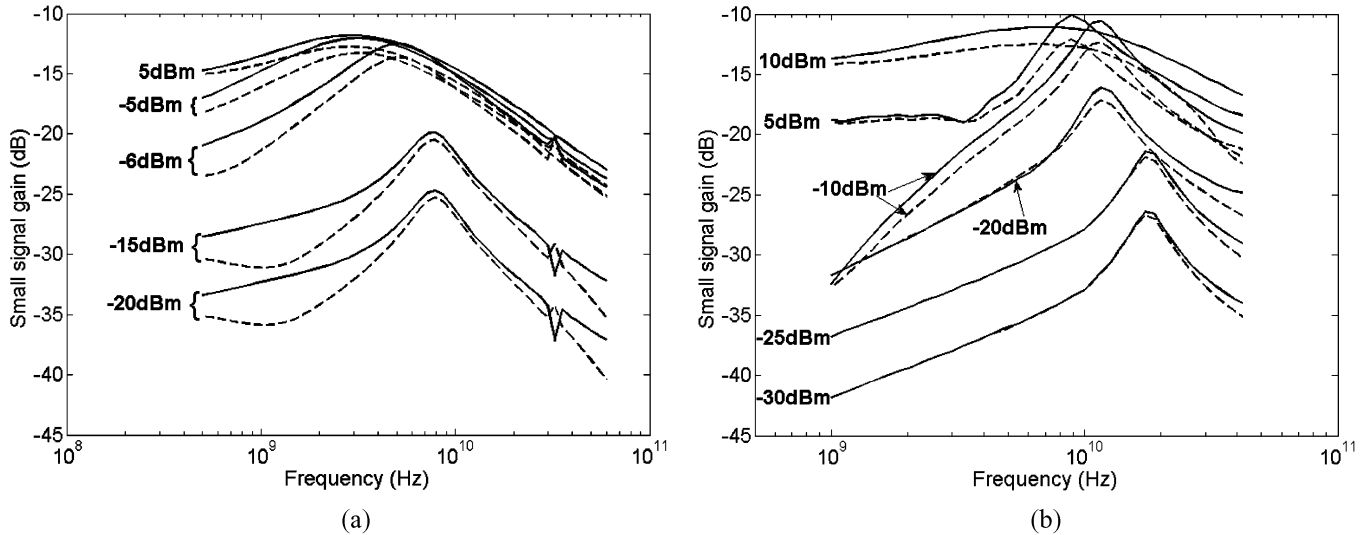 -10
-15
-20
-25
-30
-35
-40
-45
Small signal gain (dB)
5dBm
-5dBm {
-6dBm {
-15dBm {
-20dBm {
10^8
10^9
10^10
10^11
Frequency (Hz)
(a)
-10
-15
-20
-25
-30
-35
-40
-45
Small signal gain (dB)
10dBm
5dBm
-10dBm
-20dBm
-25dBm
-30dBm
10^9
10^10
10^11
Frequency (Hz)
(b)